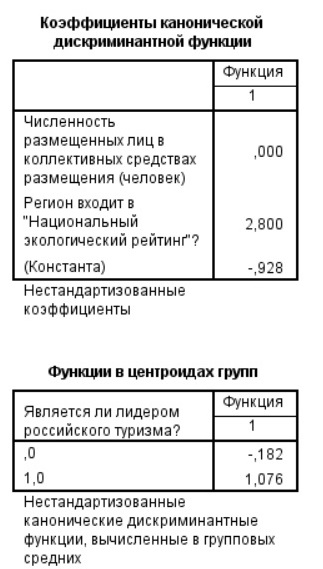 Коэффициенты канонической
дискриминантной функции
Функция
1
Численность
размещенных лиц в
коллективных средствах
размещения (человек)
,000
Регион входит в
"Национальный
экологический рейтинг"?
2,800
(Константа)
-,928
Нестандартизованные
коэффициенты
Функции в центроидах групп
Является ли лидером
российского туризма?
Функция
1
,0
-,182
1,0
1,076
Нестандартизованные
канонические дискриминантные
функции, вычисленные в групповых
средних